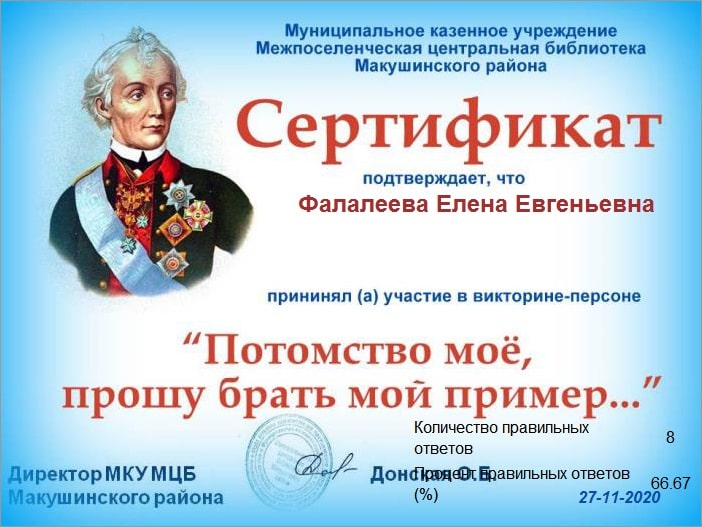 Муниципальное казенное учреждение
Межпоселенческая центральная библиотека
Макушинского района
Сертификат
подтверждает, что
Фалалеева Елена Евгеньевна
прининял (а) участие в викторине-персоне
“Потомство моё,
прошу брать мой пример...”
Количество правильных
ответов
8
Директор МКУ МЦБ
Макушинского района
Донская О.Б.
Процент правильных ответов
(%)
66.67
27-11-2020